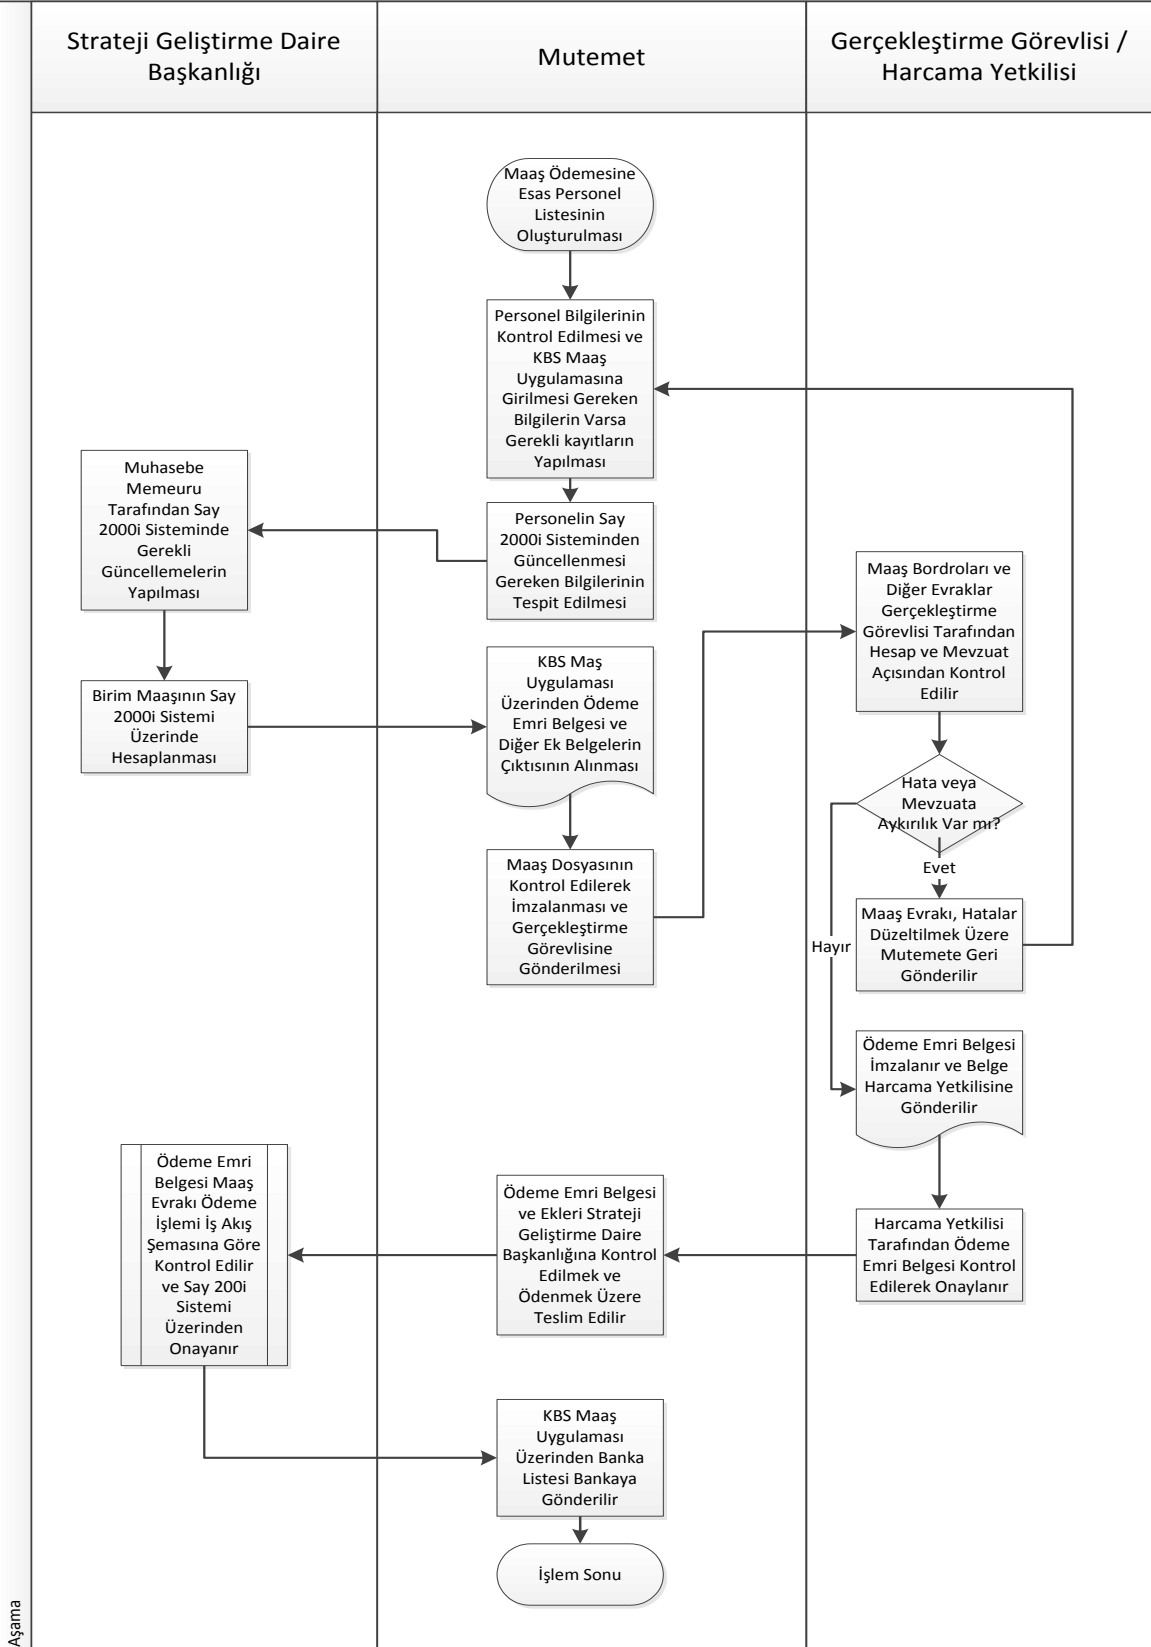 Strateji Geliştirme Daire
Başkanlığı
Mutemet
Gerçekleştirme Görevlisi /
Harcama Yetkilisi
Maaş Ödemesine
Esas Personel
Listesinin
Oluşturulması
Personel Bilgilerinin
Kontrol Edilmesi ve
KBS Maaş
Uygulamasına
Girilmesi Gereken
Bilgilerin Varsa
Gerekli kayıtların
Yapılması
Personelin Say
2000i Sisteminden
Güncellenmesi
Gereken Bilgilerinin
Tespit Edilmesi
Muhasebe
Memeuru
Tarafından Say
2000i Sisteminde
Gerekli
Güncellemelerin
Yapılması
Birim Maaşının Say
2000i Sistemi
Üzerinde
Hesaplanması
KBS Maş
Uygulaması
Üzerinden Ödeme
Emri Belgesi ve
Diğer Ek Belgelerin
Çıktısının Alınması
Maaş Dosyasının
Kontrol Edilerek
İmzalanması ve
Gerçekleştirme
Görevlisine
Gönderilmesi
Maaş Bordroları ve
Diğer Evraklar
Gerçekleştirme
Görevlisi Tarafından
Hesap ve Mevzuat
Açısından Kontrol
Edilir
Hata veya
Mevzuata
Aykırılık Var mı?
Evet
Maaş Evrakı, Hatalar
Düzeltilmek Üzere
Mutemete Geri
Gönderilir
Hayır
Ödeme Emri Belgesi
İmzalanır ve Belge
Harcama Yetkilisine
Gönderilir
Harcama Yetkilisi
Tarafından Ödeme
Emri Belgesi Kontrol
Edilerek Onaylanır
Ödeme Emri Belgesi
ve Ekleri Strateji
Geliştirme Daire
Başkanlığına Kontrol
Edilmek ve
Ödenmek Üzere
Teslim Edilir
Ödeme Emri
Belgesi Maaş
Evrakı Ödeme
İşlemi İş Akış
Şemasına Göre
Kontrol Edilir
ve Say 200i
Sistemi
Üzerinden
Onayanır
KBS Maaş
Uygulaması
Üzerinden Banka
Listesi Bankaya
Gönderilir
İşlem Sonu
Aşama